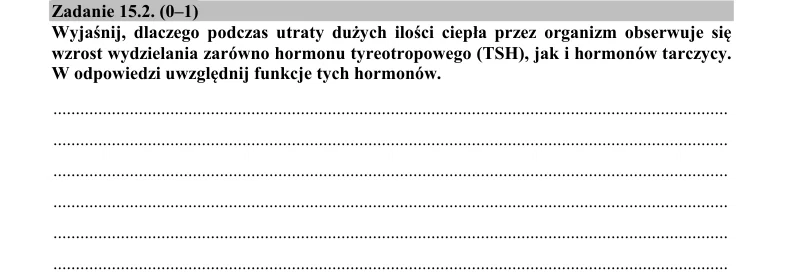 Zadanie 15.2. (0–1)
Wyjaśnij, dlaczego podczas utraty dużych ilości ciepła przez organizm obserwuje się
wzrost wydzielania zarówno hormonu tyreotropowego (TSH), jak i hormonów tarczycy.
W odpowiedzi uwzględnij funkcje tych hormonów.